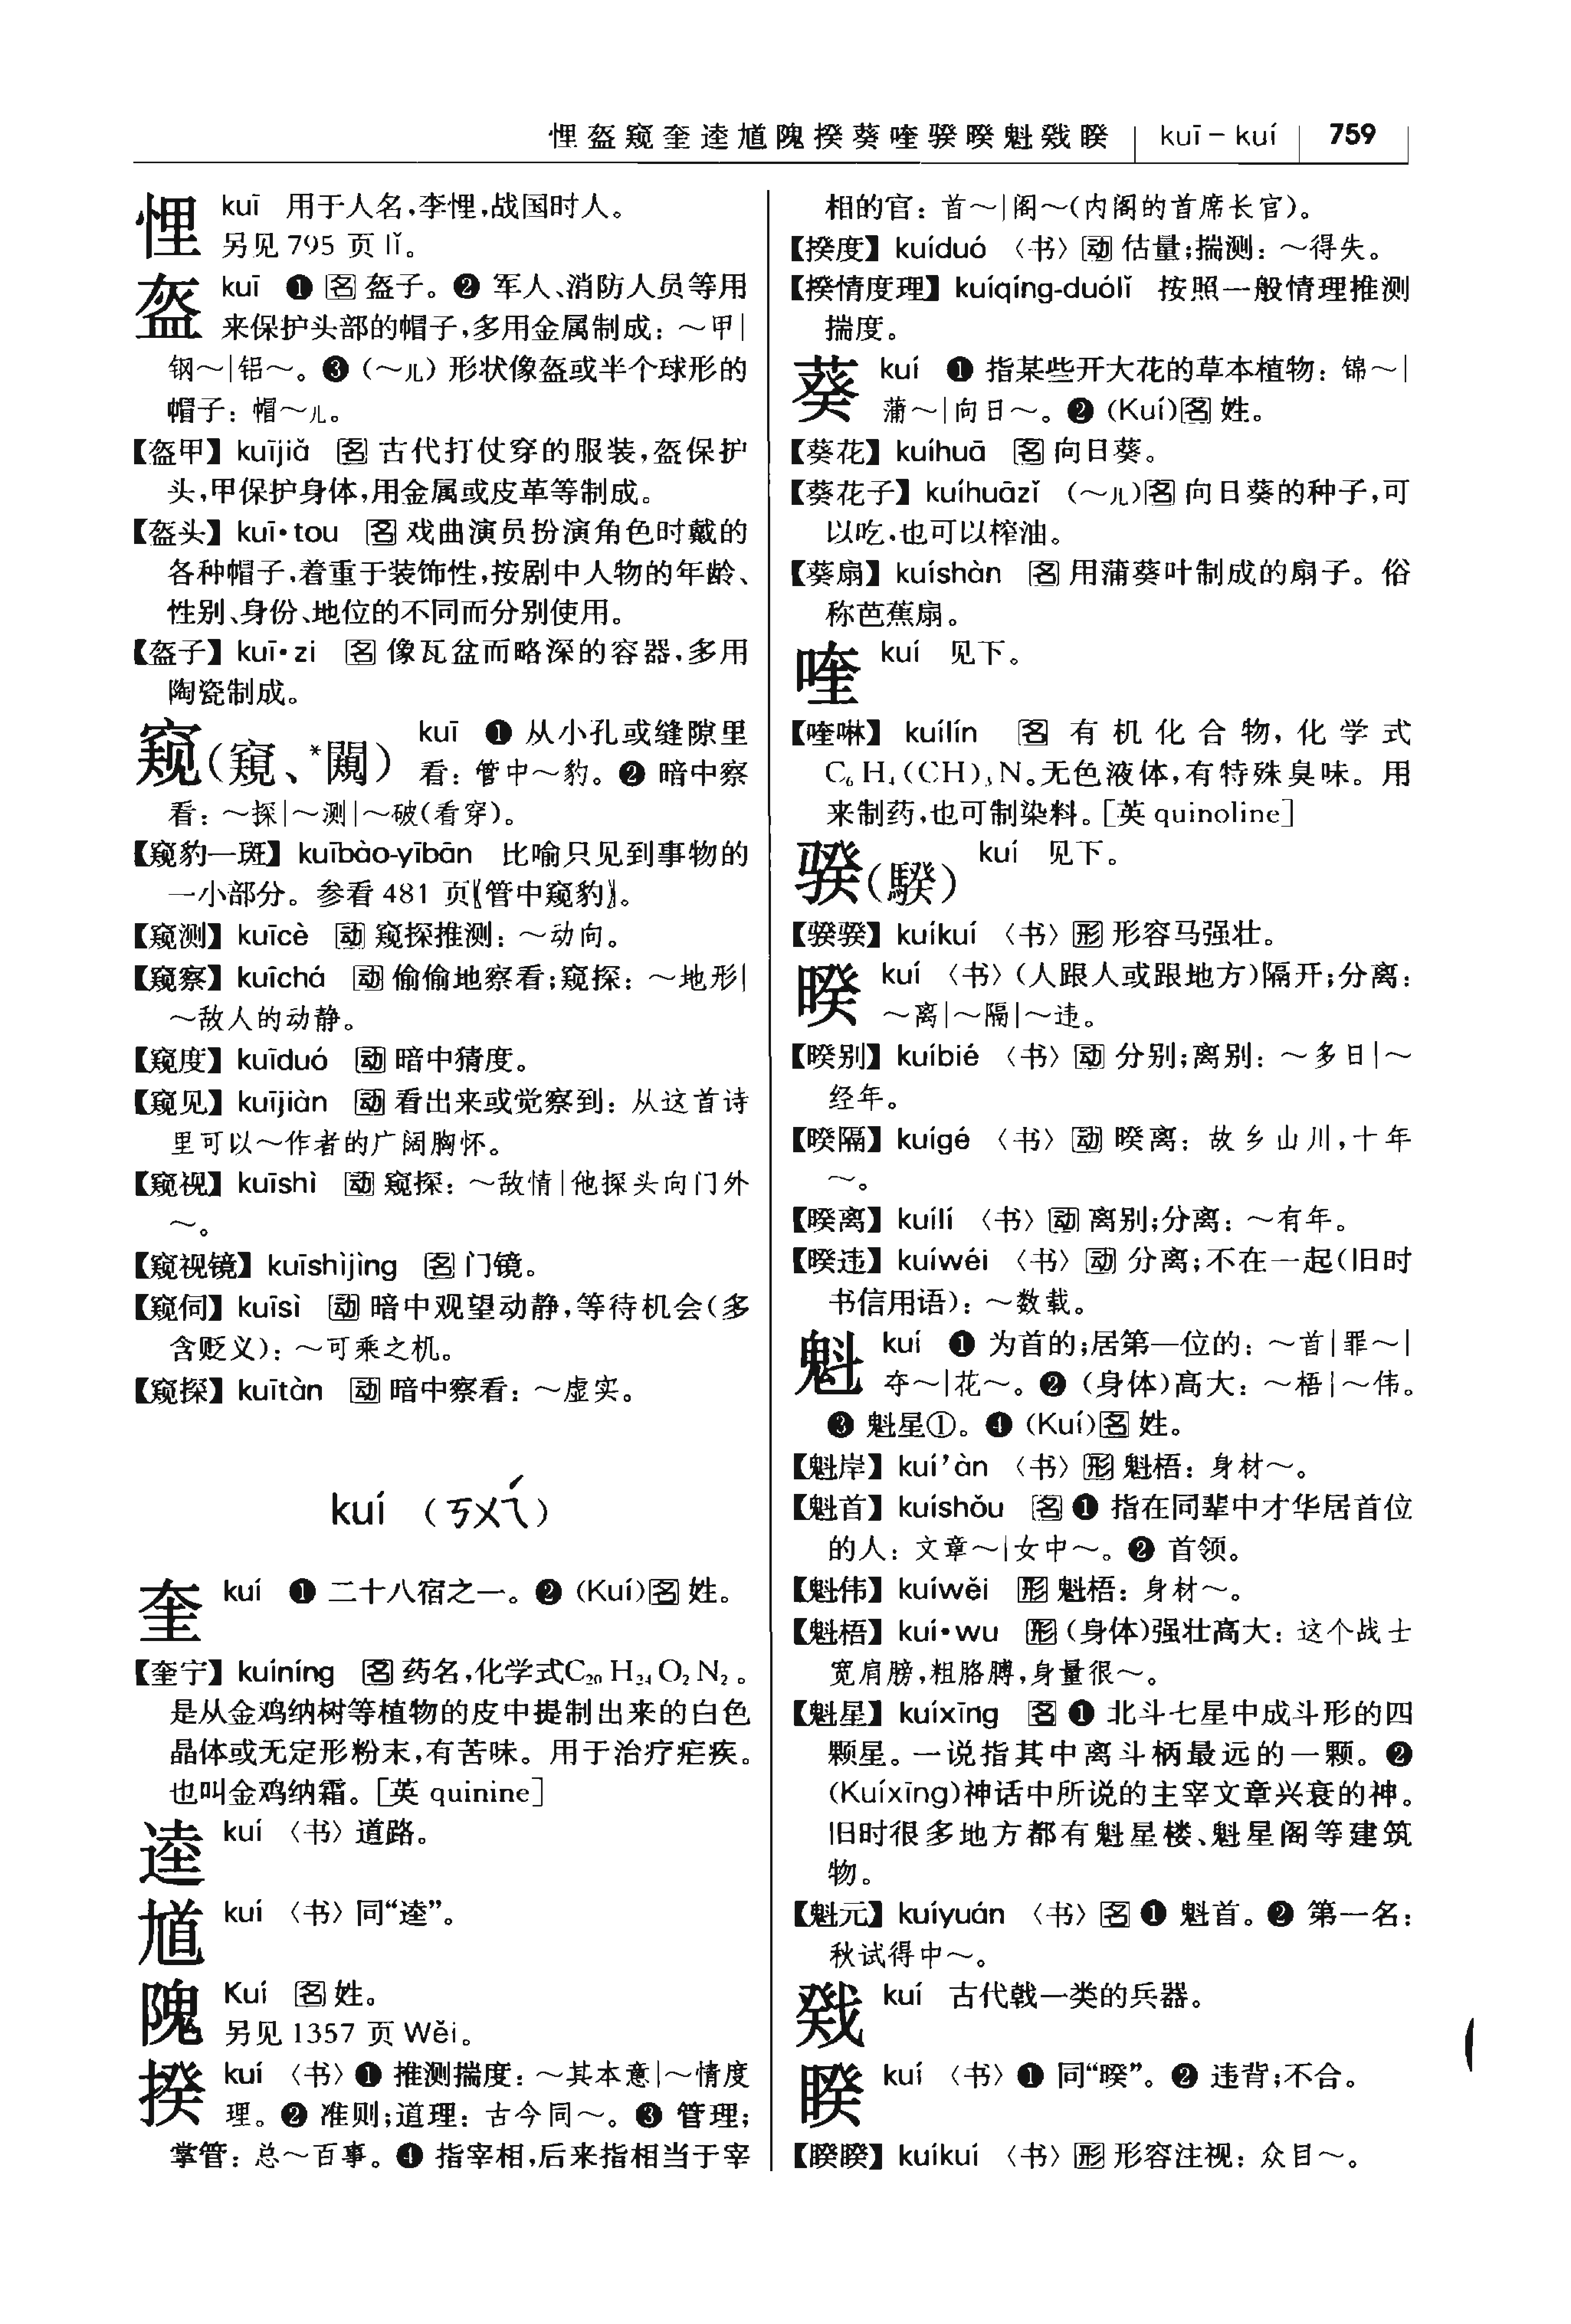 悝盔窥奎逵馗隗揆葵喹骙暌魁戣睽 kuī－kuí 759
悝 kuī 用于人名,李悝,战国时人。
另见 795 页 lǐ。
盔 kuī ❶ 名 盔子。❷ 军人、消防人员等用
来保护头部的帽子,多用金属制成：～甲|
钢～|铝～。❸（～儿）形状像盔或半个球形的
帽子：帽～儿。
【盔甲】kuījiǎ 名 古代打仗穿的服装,盔保护
头,甲保护身体,用金属或皮革等制成。
【盔头】kuī•tou 名 戏曲演员扮演角色时戴的
各种帽子,着重于装饰性,按剧中人物的年龄、
性别、身份、地位的不同而分别使用。
【盔子】kuī•zi 名 像瓦盆而略深的容器,多用
陶瓷制成。
窥(窺、*闚) kuī ❶ 从小孔或缝隙里
看：管中～豹。❷ 暗中察
看：～探|～测|～破(看穿)。
【窥豹一斑】kuībào-yībān 比喻只见到事物的
一小部分。参看 481 页〖管中窥豹〗。
【窥测】kuīcè 动 窥探推测：～动向。
【窥察】kuīchá 动 偷偷地察看;窥探：～地形|
～敌人的动静。
【窥度】kuīduó 动 暗中猜度。
【窥见】kuījiàn 动 看出来或觉察到：从这首诗
里可以～作者的广阔胸怀。
【窥视】kuīshì 动 窥探：～敌情|他探头向门外
～。
【窥视镜】kuīshìjìng 名 门镜。
【窥伺】kuīsì 动 暗中观望动静,等待机会(多
含贬义)：～可乘之机。
【窥探】kuītàn 动 暗中察看：～虚实。
kuí （ㄎㄨㄟˊ）
奎 kuí ❶ 二十八宿之一。❷ (Kuí)名 姓。
【奎宁】kuíníng 名 药名,化学式C₂₀H₂₄O₂N₂。
是从金鸡纳树等植物的皮中提制出来的白色
晶体或无定形粉末,有苦味。用于治疗疟疾。
也叫金鸡纳霜。[英 quinine]
逵 kuí 〈书〉道路。
馗 kuí 〈书〉同“逵”。
隗 Kuí 名 姓。
另见 1357 页 Wěi。
揆 kuí 〈书〉❶ 推测揣度：～其本意|～情度
理。❷ 准则;道理：古今同～。❸ 管理;
掌管：总～百事。❹ 指宰相,后来指相当于宰
相的官：首～|阁～(内阁的首席长官)。
【揆度】kuíduó 〈书〉动 估量;揣测：～得失。
【揆情度理】kuíqíng-duólǐ 按照一般情理推测
揣度。
葵 kuí ❶ 指某些开大花的草本植物：锦～|
蒲～|向日～。❷ (Kuí)名 姓。
【葵花】kuíhuā 名 向日葵。
【葵花子】kuíhuāzǐ （～儿）名 向日葵的种子,可
以吃,也可以榨油。
【葵扇】kuíshàn 名 用蒲葵叶制成的扇子。俗
称芭蕉扇。
喹 kuí 见下。
【喹啉】kuílín 名 有机化合物,化学式
C₆H₄(CH)₃N。无色液体,有特殊臭味。用
来制药,也可制染料。[英 quinoline]
骙(騤) kuí 见下。
【骙骙】kuíkuí 〈书〉形 形容马强壮。
暌 kuí 〈书〉(人跟人或跟地方)隔开;分离：
～离|～隔|～违。
【暌别】kuíbié 〈书〉动 分别;离别：～多日|～
经年。
【暌隔】kuígé 〈书〉动 暌离：故乡山川,十年
～。
【暌离】kuílí 〈书〉动 离别;分离：～有年。
【暌违】kuíwéi 〈书〉动 分离;不在一起(旧时
书信用语)：～数载。
魁 kuí ❶ 为首的;居第一位的：～首|罪～|
夺～|花～。❷ (身体)高大：～梧|～伟。
❸ 魁星①。❹ (Kuí)名 姓。
【魁岸】kuí’àn 〈书〉形 魁梧：身材～。
【魁首】kuíshǒu 名 ❶ 指在同辈中才华居首位
的人：文章～|女中～。❷ 首领。
【魁伟】kuíwěi 形 魁梧：身材～。
【魁梧】kuí•wu 形 (身体)强壮高大：这个战士
宽肩膀,粗胳膊,身量很～。
【魁星】kuíxīng 名 ❶ 北斗七星中成斗形的四
颗星。一说指其中离斗柄最远的一颗。❷
(Kuíxīng)神话中所说的主宰文章兴衰的神。
旧时很多地方都有魁星楼、魁星阁等建筑
物。
【魁元】kuíyuán 〈书〉名 ❶ 魁首。❷ 第一名：
秋试得中～。
戣 kuí 古代戟一类的兵器。
睽 kuí 〈书〉❶ 同“暌”。❷ 违背;不合。
【睽睽】kuíkuí 〈书〉形 形容注视：众目～。